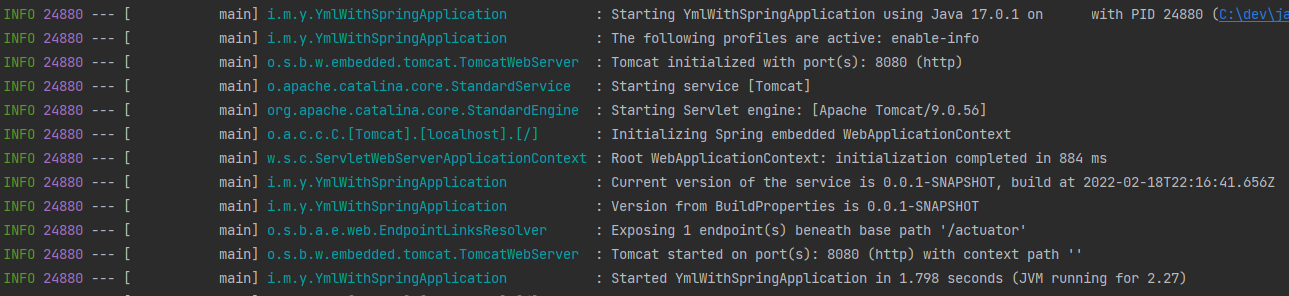 INFO 24880 --- [           main] i.m.y.YmlWithSpringApplication           : Starting YmlWithSpringApplication using Java 17.0.1 on      with PID 24880 (C:\dev\ja
INFO 24880 --- [           main] i.m.y.YmlWithSpringApplication           : The following profiles are active: enable-info
INFO 24880 --- [           main] o.s.b.w.embedded.tomcat.TomcatWebServer  : Tomcat initialized with port(s): 8080 (http)
INFO 24880 --- [           main] o.apache.catalina.core.StandardService   : Starting service [Tomcat]
INFO 24880 --- [           main] org.apache.catalina.core.StandardEngine  : Starting Servlet engine: [Apache Tomcat/9.0.56]
INFO 24880 --- [           main] o.a.c.c.C.[Tomcat].[localhost].[/]       : Initializing Spring embedded WebApplicationContext
INFO 24880 --- [           main] w.s.c.ServletWebServerApplicationContext : Root WebApplicationContext: initialization completed in 884 ms
INFO 24880 --- [           main] i.m.y.YmlWithSpringApplication           : Current version of the service is 0.0.1-SNAPSHOT, build at 2022-02-18T22:16:41.656Z
INFO 24880 --- [           main] i.m.y.YmlWithSpringApplication           : Version from BuildProperties is 0.0.1-SNAPSHOT
INFO 24880 --- [           main] o.s.b.a.e.web.EndpointLinksResolver      : Exposing 1 endpoint(s) beneath base path '/actuator'
INFO 24880 --- [           main] o.s.b.w.embedded.tomcat.TomcatWebServer  : Tomcat started on port(s): 8080 (http) with context path ''
INFO 24880 --- [           main] i.m.y.YmlWithSpringApplication           : Started YmlWithSpringApplication in 1.798 seconds (JVM running for 2.27)